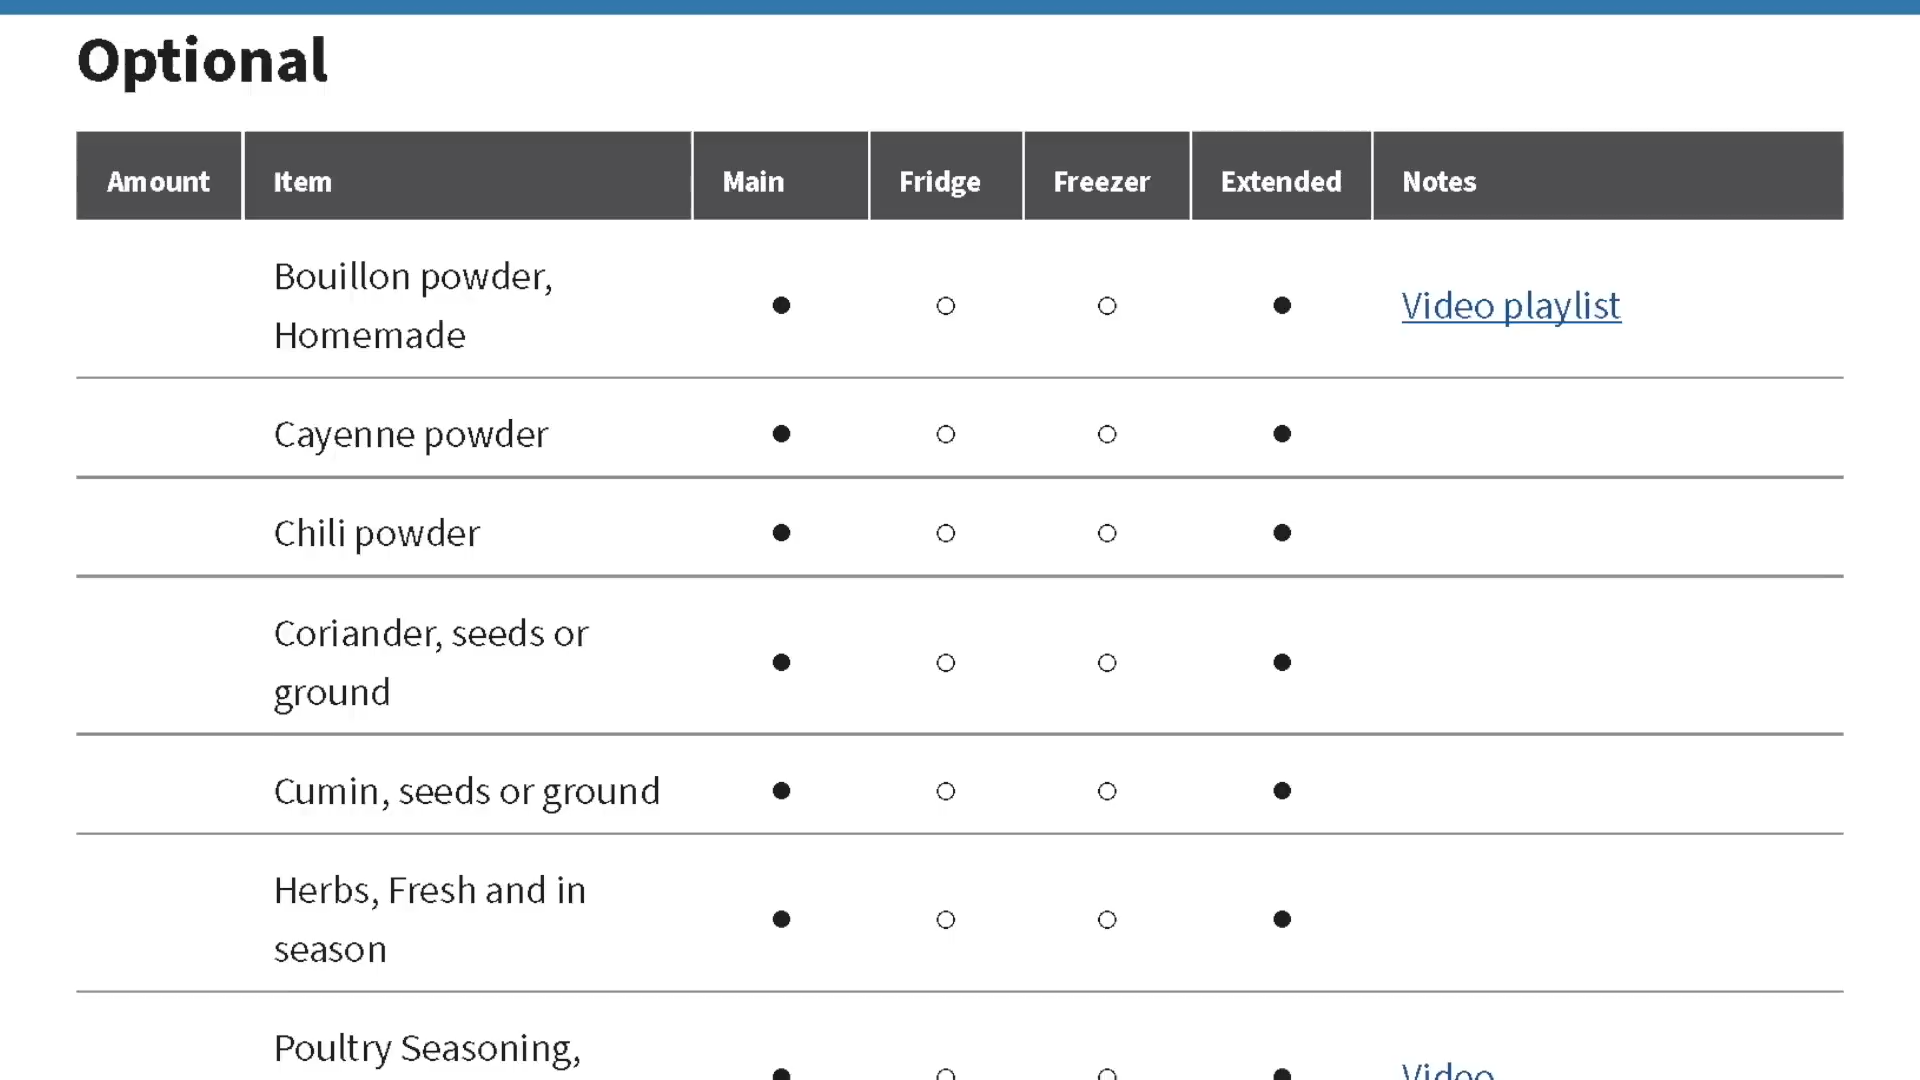 Optional
Amount Item Main Fridge Freezer Extended Notes
Bouillon powder,
Homemade
● ○ ○ ● Video playlist
Cayenne powder ● ○ ○ ●
Chili powder ● ○ ○ ●
Coriander, seeds or
ground
● ○ ○ ●
Cumin, seeds or ground ● ○ ○ ●
Herbs, Fresh and in
season
● ○ ○ ●
Poultry Seasoning,
● ○ ○ ● Video